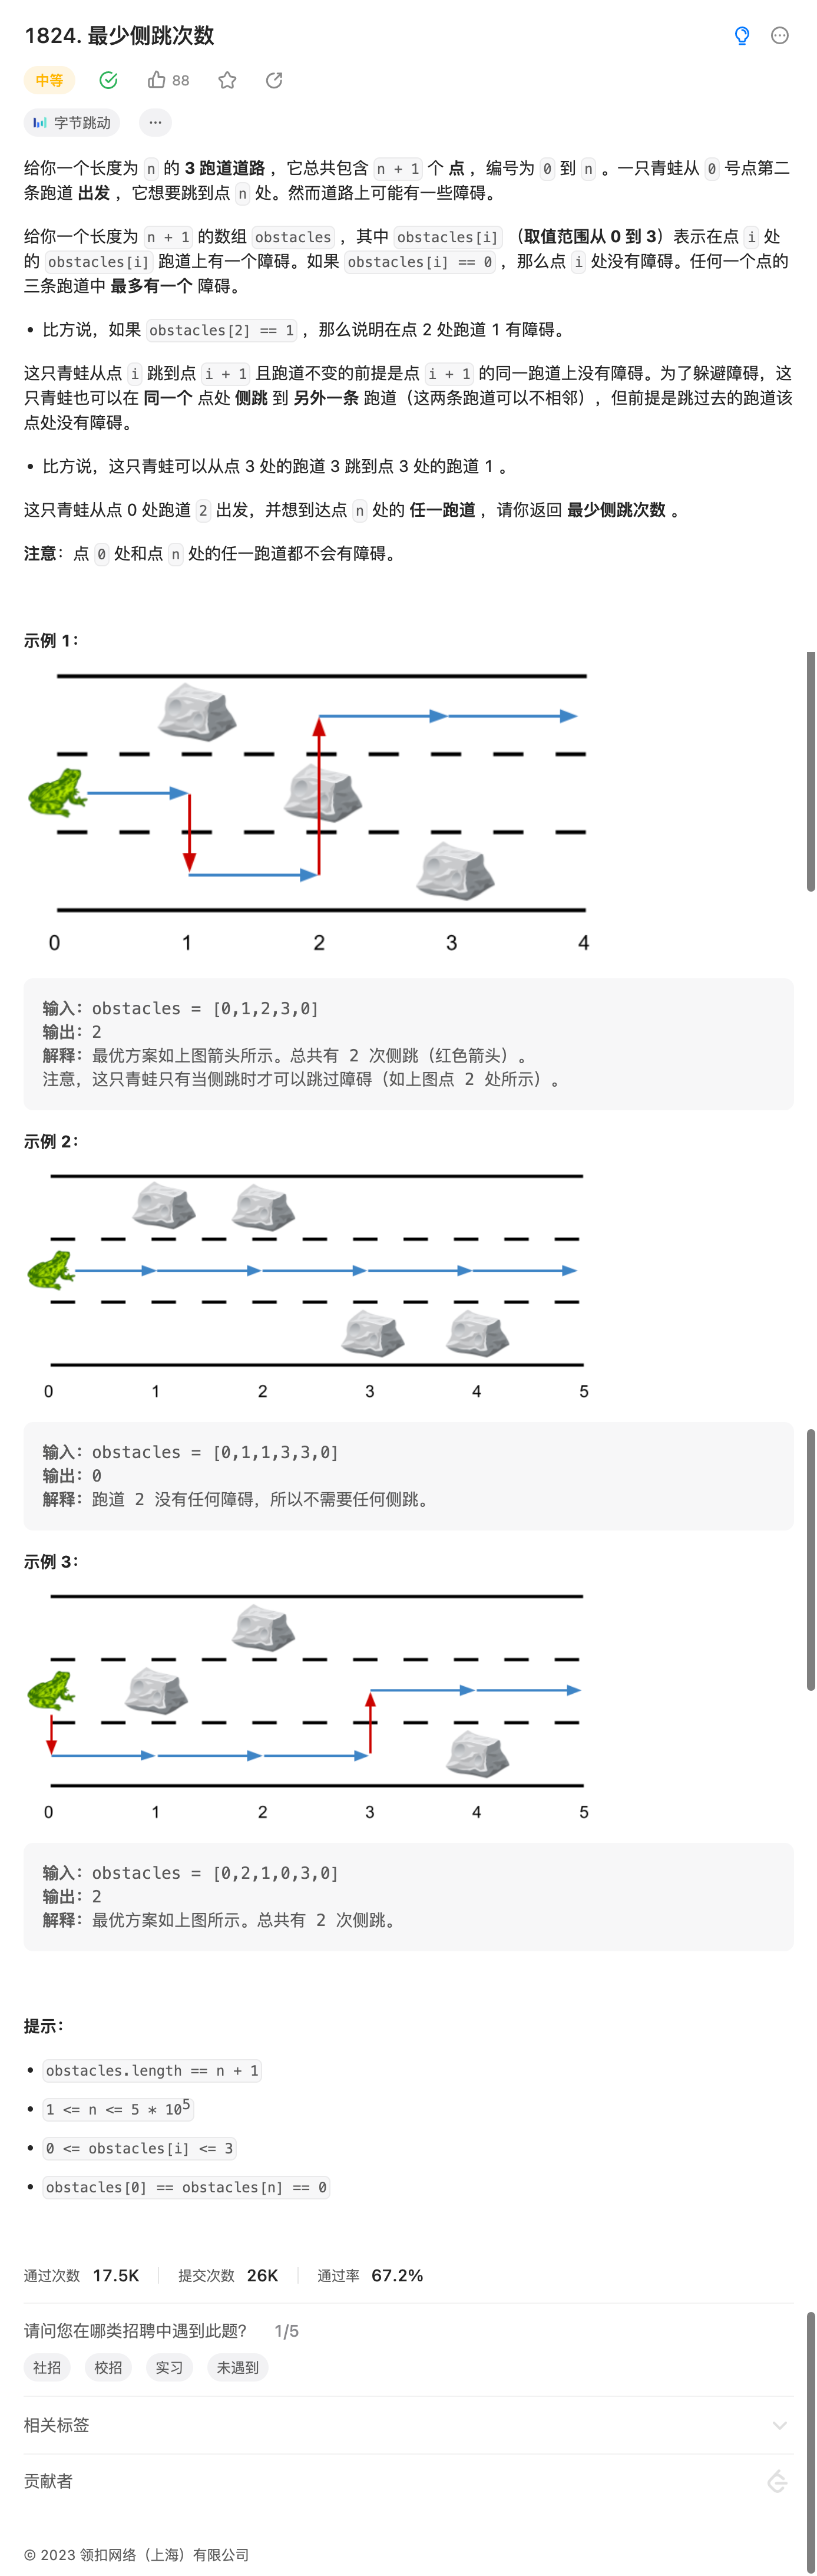 1824. 最少侧跳次数
中等 88
字节跳动 ···
给你一个长度为 n 的 3 跑道道路 ，它总共包含 n + 1 个 点 ，编号为 0 到 n 。一只青蛙从 0 号点第二
条跑道 出发 ，它想要跳到点 n 处。然而道路上可能有一些障碍。
给你一个长度为 n + 1 的数组 obstacles ，其中 obstacles[i] （取值范围从 0 到 3）表示在点 i 处
的 obstacles[i] 跑道上有一个障碍。如果 obstacles[i] == 0 ，那么点 i 处没有障碍。任何一个点的
三条跑道中 最多有一个 障碍。
• 比方说，如果 obstacles[2] == 1 ，那么说明在点 2 处跑道 1 有障碍。
这只青蛙从点 i 跳到点 i + 1 且跑道不变的前提是点 i + 1 的同一跑道上没有障碍。为了躲避障碍，这
只青蛙也可以在 同一个 点处 侧跳 到 另外一条 跑道（这两条跑道可以不相邻），但前提是跳过去的跑道该
点处没有障碍。
• 比方说，这只青蛙可以从点 3 处的跑道 3 跳到点 3 处的跑道 1 。
这只青蛙从点 0 处跑道 2 出发，并想到达点 n 处的 任一跑道 ，请你返回 最少侧跳次数 。
注意：点 0 处和点 n 处的任一跑道都不会有障碍。
示例 1：
0 1 2 3 4
输入：obstacles = [0,1,2,3,0]
输出：2
解释：最优方案如上图箭头所示。总共有 2 次侧跳（红色箭头）。
注意，这只青蛙只有当侧跳时才可以跳过障碍（如上图点 2 处所示）。
示例 2：
0 1 2 3 4 5
输入：obstacles = [0,1,1,3,3,0]
输出：0
解释：跑道 2 没有任何障碍，所以不需要任何侧跳。
示例 3：
0 1 2 3 4 5
输入：obstacles = [0,2,1,0,3,0]
输出：2
解释：最优方案如上图所示。总共有 2 次侧跳。
提示：
• obstacles.length == n + 1
• 1 <= n <= 5 * 10⁵
• 0 <= obstacles[i] <= 3
• obstacles[0] == obstacles[n] == 0
通过次数 17.5K 提交次数 26K 通过率 67.2%
请问您在哪类招聘中遇到此题？ 1/5
社招 校招 实习 未遇到
相关标签
贡献者
© 2023 领扣网络（上海）有限公司